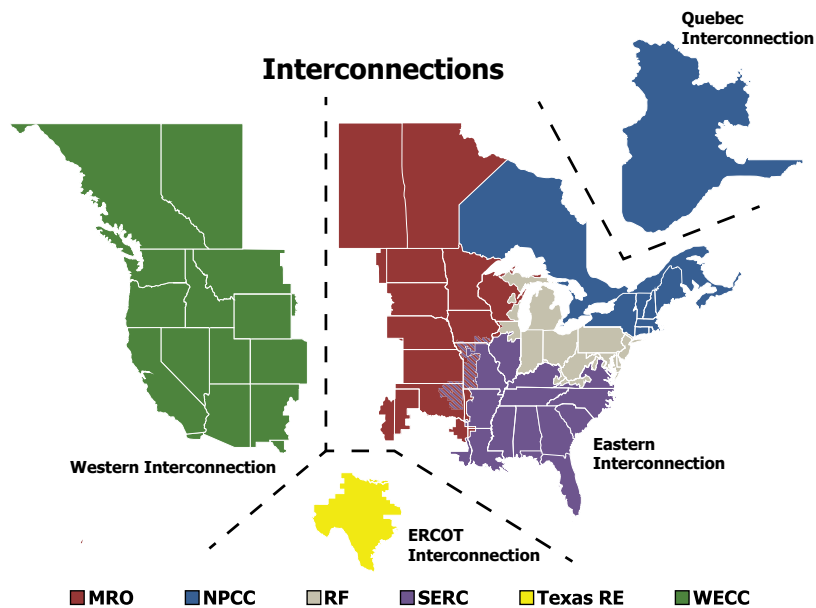 Quebec
Interconnection
Interconnections
Western Interconnection
Eastern
Interconnection
ERCOT
Interconnection
MRO NPCC RF SERC Texas RE WECC